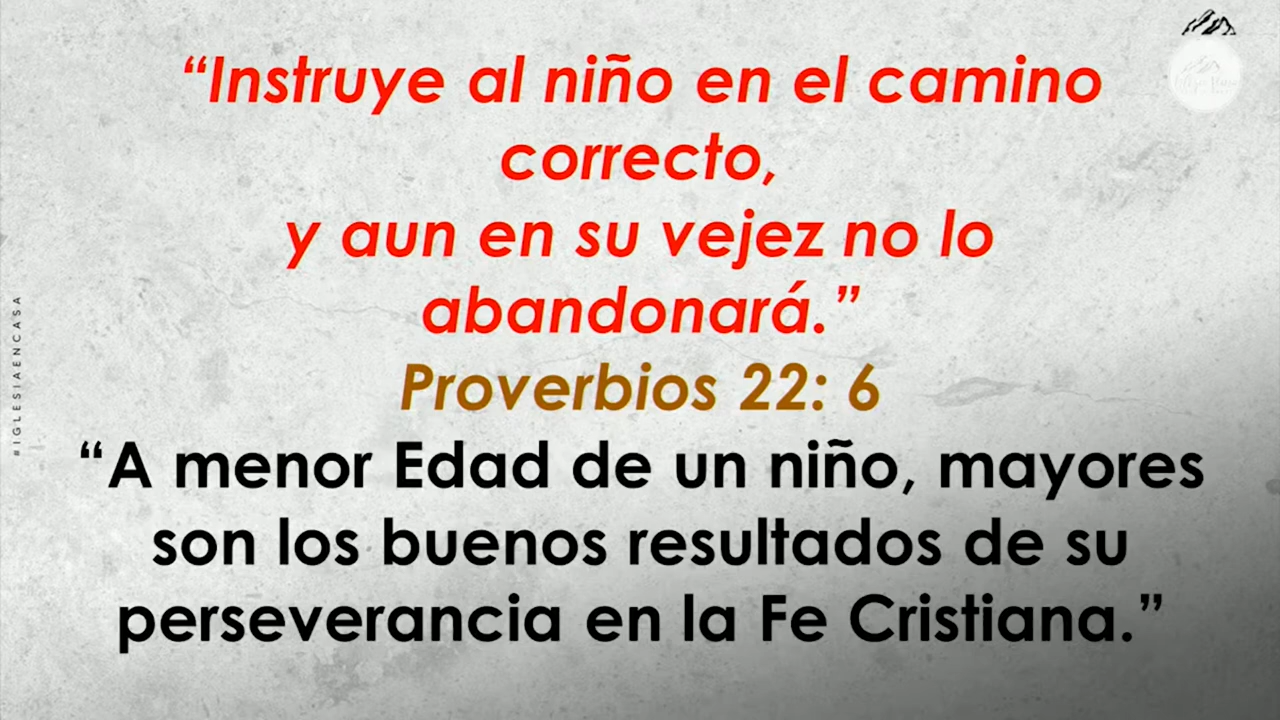 “Instruye al niño en el camino
correcto,
y aun en su vejez no lo
abandonará.”
Proverbios 22: 6
“A menor Edad de un niño, mayores
son los buenos resultados de su
perseverancia en la Fe Cristiana.”
#IGLESIAENCASA